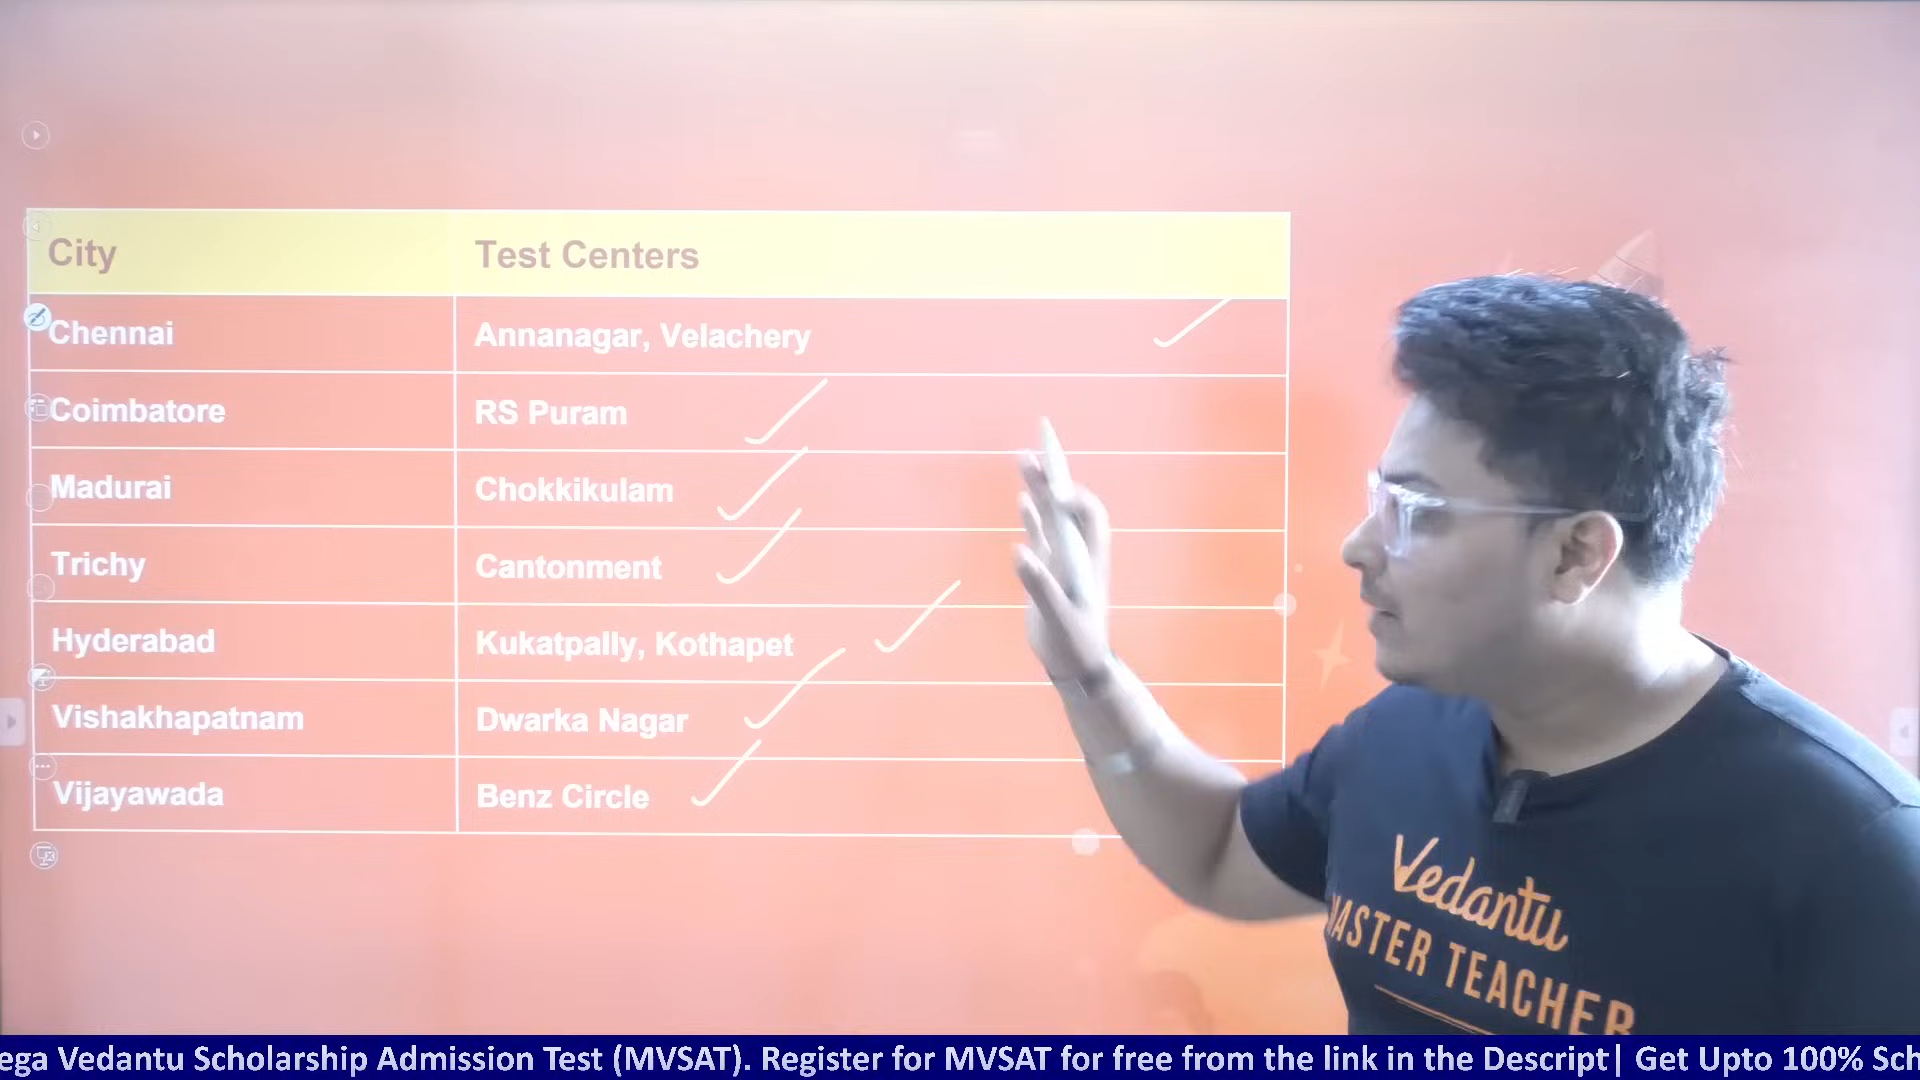 City Test Centers
Chennai Annanagar, Velachery
Coimbatore RS Puram
Madurai Chokkikulam
Trichy Cantonment
Hyderabad Kukatpally, Kothapet
Vishakhapatnam Dwarka Nagar
Vijayawada Benz Circle
Vedantu
MASTER TEACHER
ega Vedantu Scholarship Admission Test (MVSAT). Register for MVSAT for free from the link in the Descript| Get Upto 100% Sch